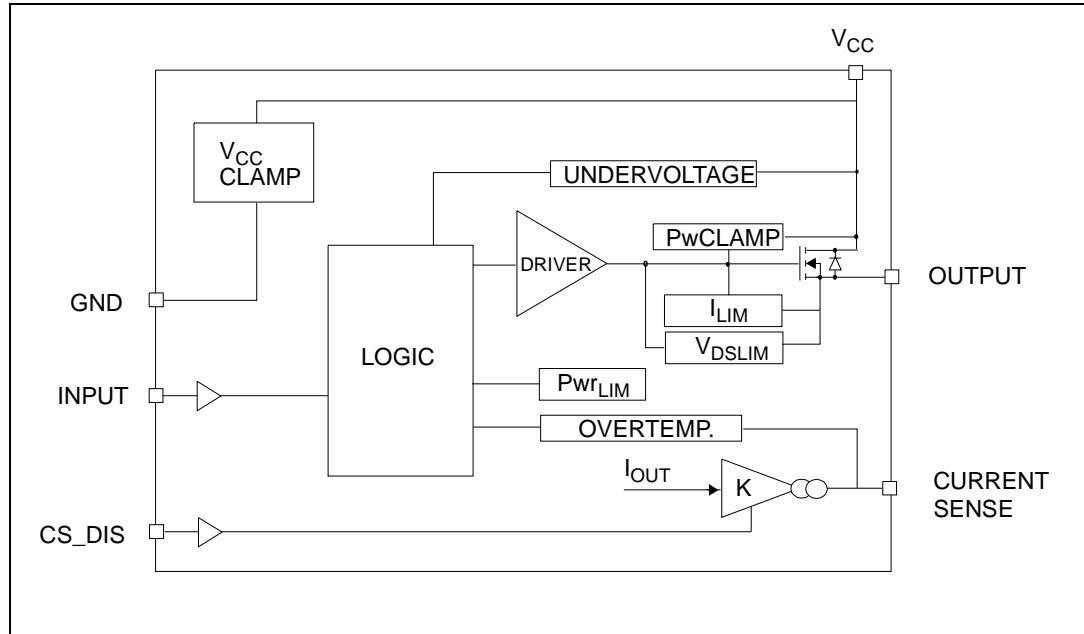 VCC
VCC
CLAMP
UNDERVOLTAGE
PwCLAMP
DRIVER
OUTPUT
GND
ILIM
VDSLIM
LOGIC
INPUT
PwrLIM
OVERTEMP.
IOUT
K
CURRENT
SENSE
CS_DIS